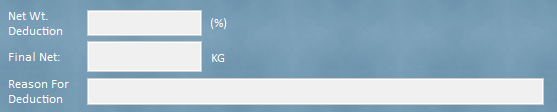 Net Wt.
Deduction
(%)
Final Net:
KG
Reason For
Deduction